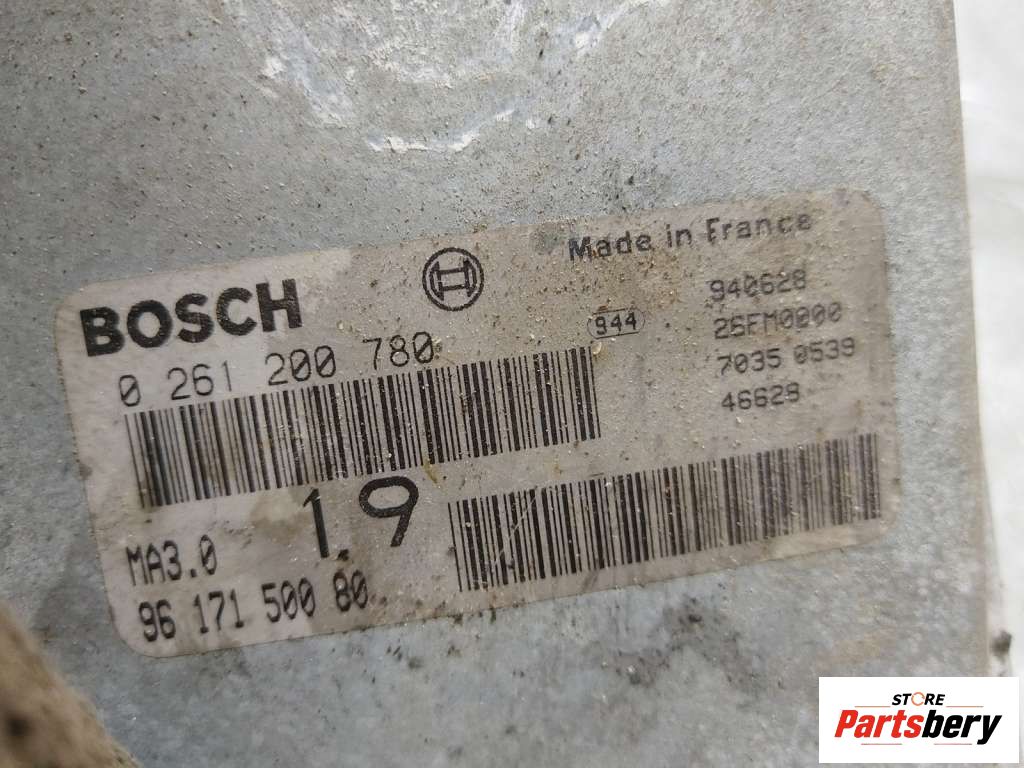 Made in France
BOSCH
940628
944
26FM0000
0 261 200 780
7035 0539
46628
1.9
MA3.0
96 171 500 80
STORE
Partsbery